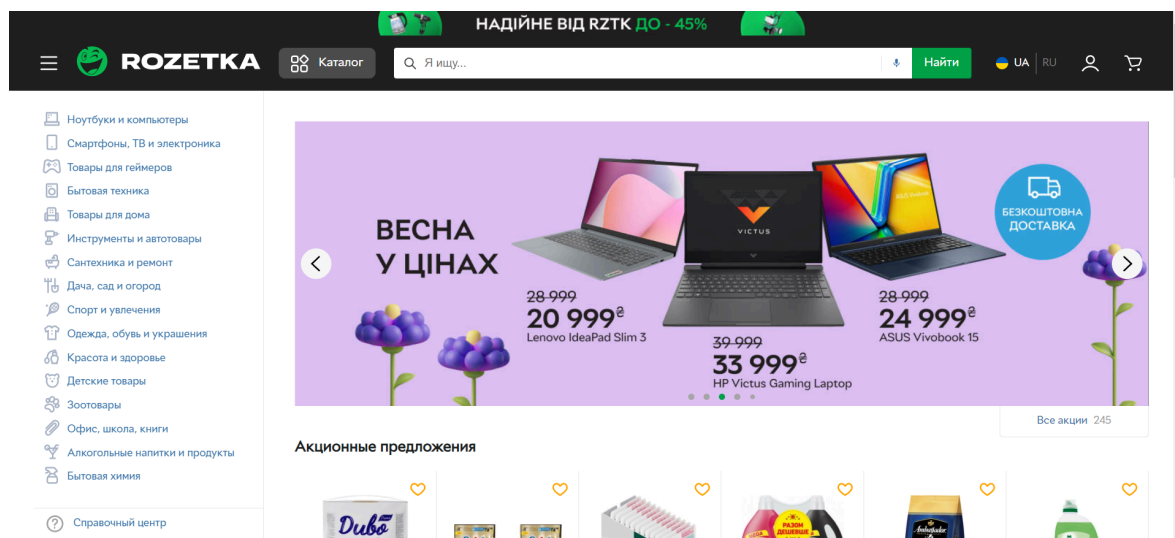 НАДІЙНЕ ВІД RZTK ДО - 45%
ROZETKA
Каталог
Я ищу...
Найти
UA RU
Ноутбуки и компьютеры
Смартфоны, ТВ и электроника
Товары для геймеров
Бытовая техника
Товары для дома
Инструменты и автотовары
Сантехника и ремонт
Дача, сад и огород
Спорт и увлечения
Одежда, обувь и украшения
Красота и здоровье
Детские товары
Зоотовары
Офис, школа, книги
Алкогольные напитки и продукты
Бытовая химия
Справочный центр
ВЕСНА
У ЦІНАХ
28 999
20 999₴
Lenovo IdeaPad Slim 3
VICTUS
39 999
33 999₴
HP Victus Gaming Laptop
28 999
24 999₴
ASUS Vivobook 15
БЕЗКОШТОВНА
ДОСТАВКА
Все акции 245
Акционные предложения
Dubo
РАЗОМ
ДЕШЕВШЕ
Ambassador